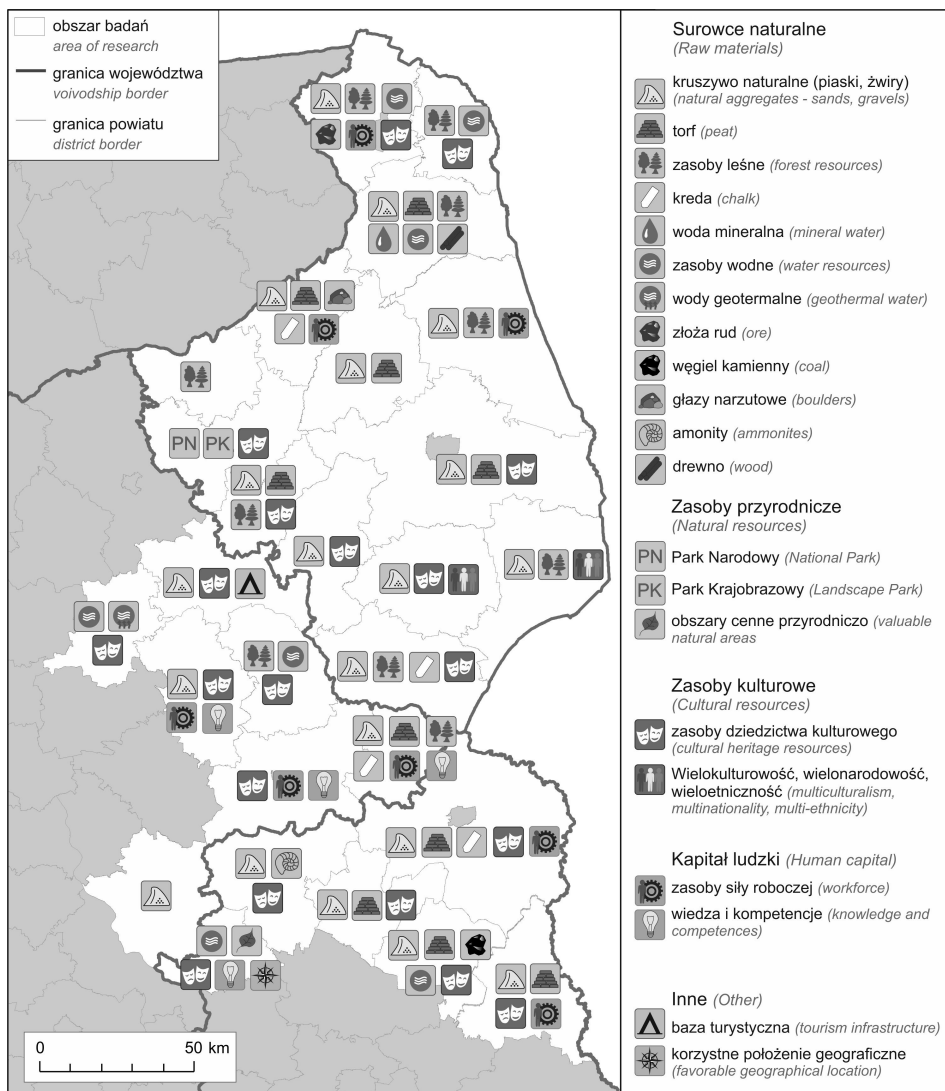 obszar badań
area of research
granica województwa
voivodship border
granica powiatu
district border
PN PK
0 50 km
Surowce naturalne
(Raw materials)
kruszywo naturalne (piaski, żwiry)
(natural aggregates - sands, gravels)
torf (peat)
zasoby leśne (forest resources)
kreda (chalk)
woda mineralna (mineral water)
zasoby wodne (water resources)
wody geotermalne (geothermal water)
złoża rud (ore)
węgiel kamienny (coal)
głazy narzutowe (boulders)
amonity (ammonites)
drewno (wood)
Zasoby przyrodnicze
(Natural resources)
PN Park Narodowy (National Park)
PK Park Krajobrazowy (Landscape Park)
obszary cenne przyrodniczo (valuable
natural areas
Zasoby kulturowe
(Cultural resources)
zasoby dziedzictwa kulturowego
(cultural heritage resources)
Wielokulturowość, wielonarodowość,
wieloetniczność (multiculturalism,
multinationality, multi-ethnicity)
Kapitał ludzki (Human capital)
zasoby siły roboczej (workforce)
wiedza i kompetencje (knowledge and
competences)
Inne (Other)
baza turystyczna (tourism infrastructure)
korzystne położenie geograficzne
(favorable geographical location)